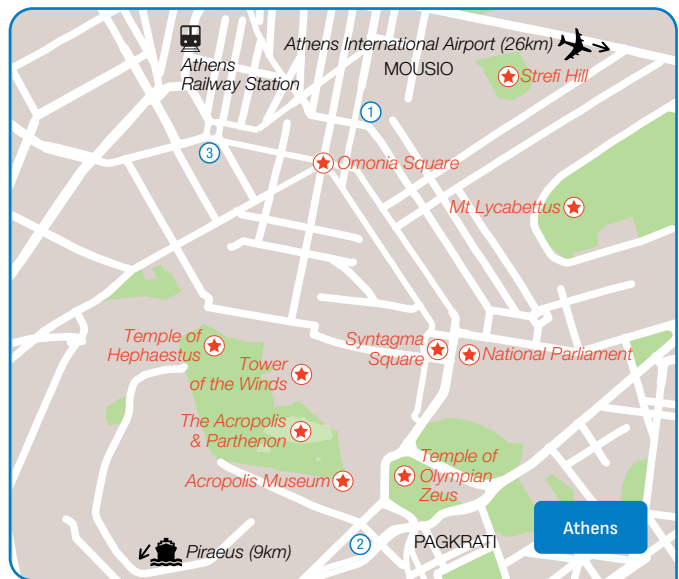 Athens International Airport (26km)
Athens
Railway Station
MOUSIO
Strefi Hill
1
3
Omonia Square
Mt Lycabettus
Temple of
Hephaestus
Tower
of the Winds
Syntagma
Square
National Parliament
The Acropolis
& Parthenon
Acropolis Museum
Temple of
Olympian
Zeus
Athens
2
PAGKRATI
Piraeus (9km)